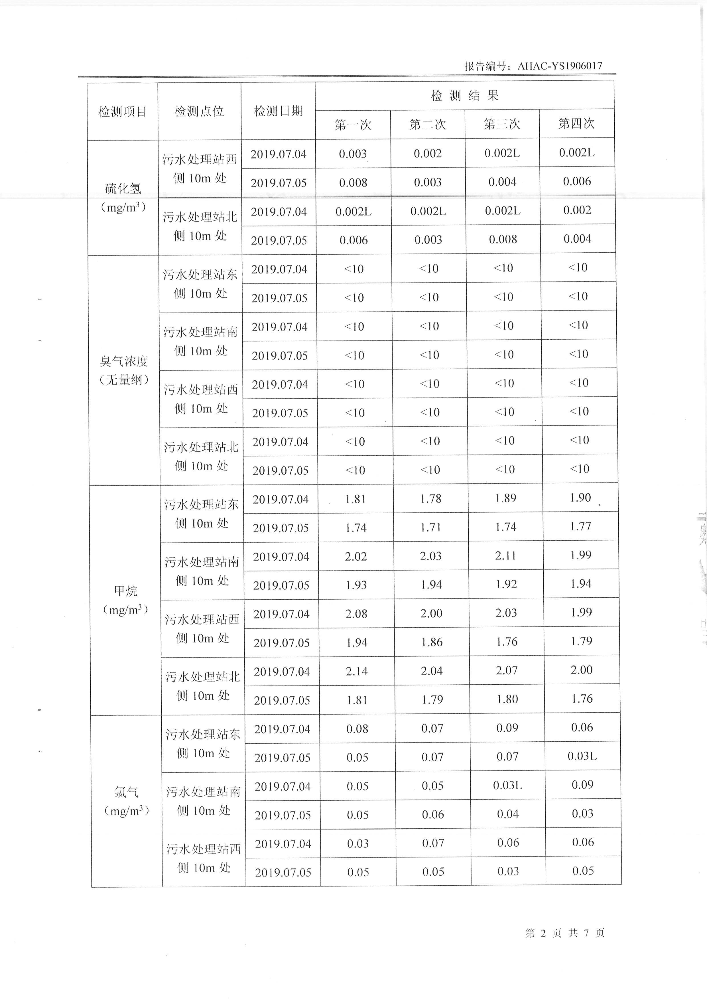 报告编号：AHAC-YS1906017
检测项目 检测点位 检测日期 检 测 结 果
第一次 第二次 第三次 第四次
硫化氢
（mg/m³）
污水处理站西
侧 10m 处
2019.07.04 0.003 0.002 0.002L 0.002L
2019.07.05 0.008 0.003 0.004 0.006
污水处理站北
侧 10m 处
2019.07.04 0.002L 0.002L 0.002L 0.002
2019.07.05 0.006 0.003 0.008 0.004
臭气浓度
（无量纲）
污水处理站东
侧 10m 处
2019.07.04 <10 <10 <10 <10
2019.07.05 <10 <10 <10 <10
污水处理站南
侧 10m 处
2019.07.04 <10 <10 <10 <10
2019.07.05 <10 <10 <10 <10
污水处理站西
侧 10m 处
2019.07.04 <10 <10 <10 <10
2019.07.05 <10 <10 <10 <10
污水处理站北
侧 10m 处
2019.07.04 <10 <10 <10 <10
2019.07.05 <10 <10 <10 <10
甲烷
（mg/m³）
污水处理站东
侧 10m 处
2019.07.04 1.81 1.78 1.89 1.90
2019.07.05 1.74 1.71 1.74 1.77
污水处理站南
侧 10m 处
2019.07.04 2.02 2.03 2.11 1.99
2019.07.05 1.93 1.94 1.92 1.94
污水处理站西
侧 10m 处
2019.07.04 2.08 2.00 2.03 1.99
2019.07.05 1.94 1.86 1.76 1.79
污水处理站北
侧 10m 处
2019.07.04 2.14 2.04 2.07 2.00
2019.07.05 1.81 1.79 1.80 1.76
氯气
（mg/m³）
污水处理站东
侧 10m 处
2019.07.04 0.08 0.07 0.09 0.06
2019.07.05 0.05 0.07 0.07 0.03L
污水处理站南
侧 10m 处
2019.07.04 0.05 0.05 0.03L 0.09
2019.07.05 0.05 0.06 0.04 0.03
污水处理站西
侧 10m 处
2019.07.04 0.03 0.07 0.06 0.06
2019.07.05 0.05 0.05 0.03 0.05
第 2 页 共 7 页